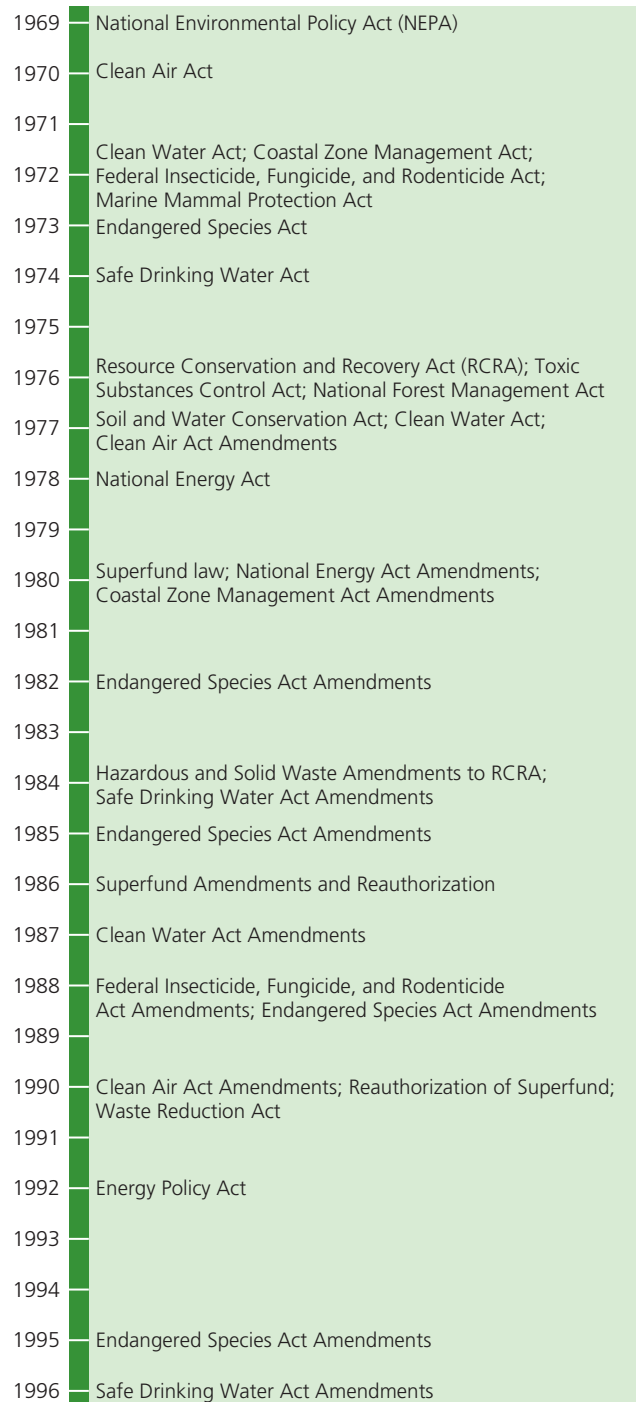 1969 National Environmental Policy Act (NEPA)
1970 Clean Air Act
1971
Clean Water Act; Coastal Zone Management Act;
1972 Federal Insecticide, Fungicide, and Rodenticide Act;
Marine Mammal Protection Act
1973 Endangered Species Act
1974 Safe Drinking Water Act
1975
Resource Conservation and Recovery Act (RCRA); Toxic
1976 Substances Control Act; National Forest Management Act
1977 Soil and Water Conservation Act; Clean Water Act;
Clean Air Act Amendments
1978 National Energy Act
1979
1980 Superfund law; National Energy Act Amendments;
Coastal Zone Management Act Amendments
1981
1982 Endangered Species Act Amendments
1983
1984 Hazardous and Solid Waste Amendments to RCRA;
Safe Drinking Water Act Amendments
1985 Endangered Species Act Amendments
1986 Superfund Amendments and Reauthorization
1987 Clean Water Act Amendments
1988 Federal Insecticide, Fungicide, and Rodenticide
Act Amendments; Endangered Species Act Amendments
1989
1990 Clean Air Act Amendments; Reauthorization of Superfund;
Waste Reduction Act
1991
1992 Energy Policy Act
1993
1994
1995 Endangered Species Act Amendments
1996 Safe Drinking Water Act Amendments